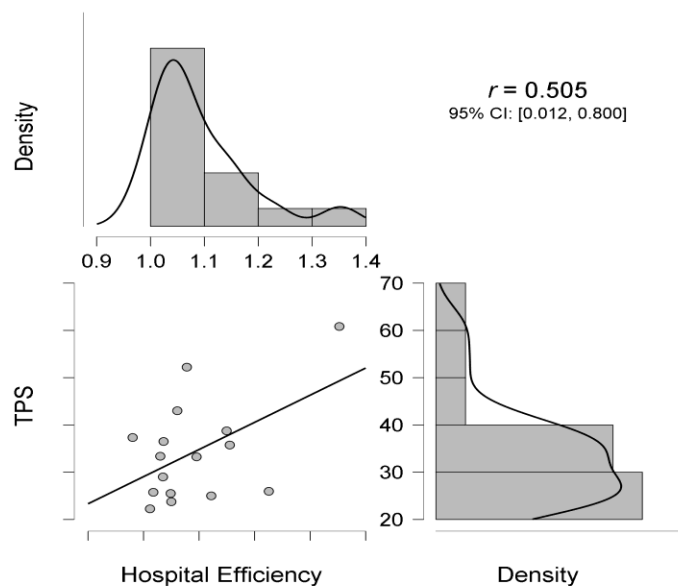 Density
r = 0.505
95% CI: [0.012, 0.800]
0.9 1.0 1.1 1.2 1.3 1.4
TPS
70
60
50
40
30
20
Hospital Efficiency
Density